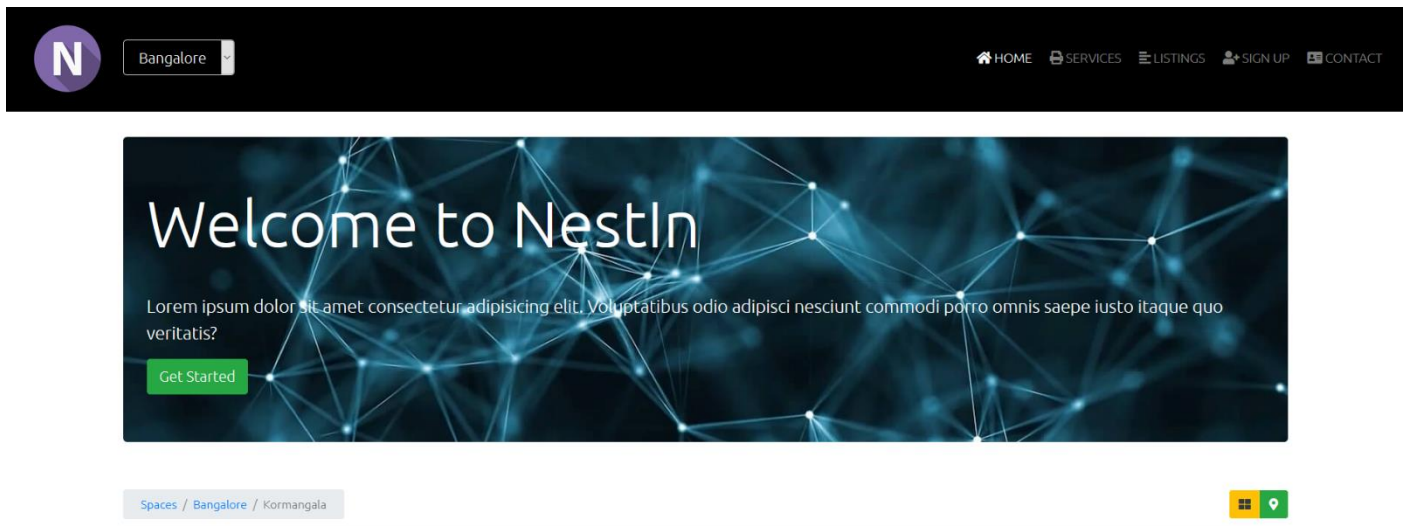 N
Bangalore
HOME SERVICES LISTINGS SIGN UP CONTACT
Welcome to NestIn
Lorem ipsum dolor sit amet consectetur adipisicing elit. Voluptatibus odio adipisci nesciunt commodi porro omnis saepe iusto itaque quo
veritatis?
Get Started
Spaces / Bangalore / Kormangala